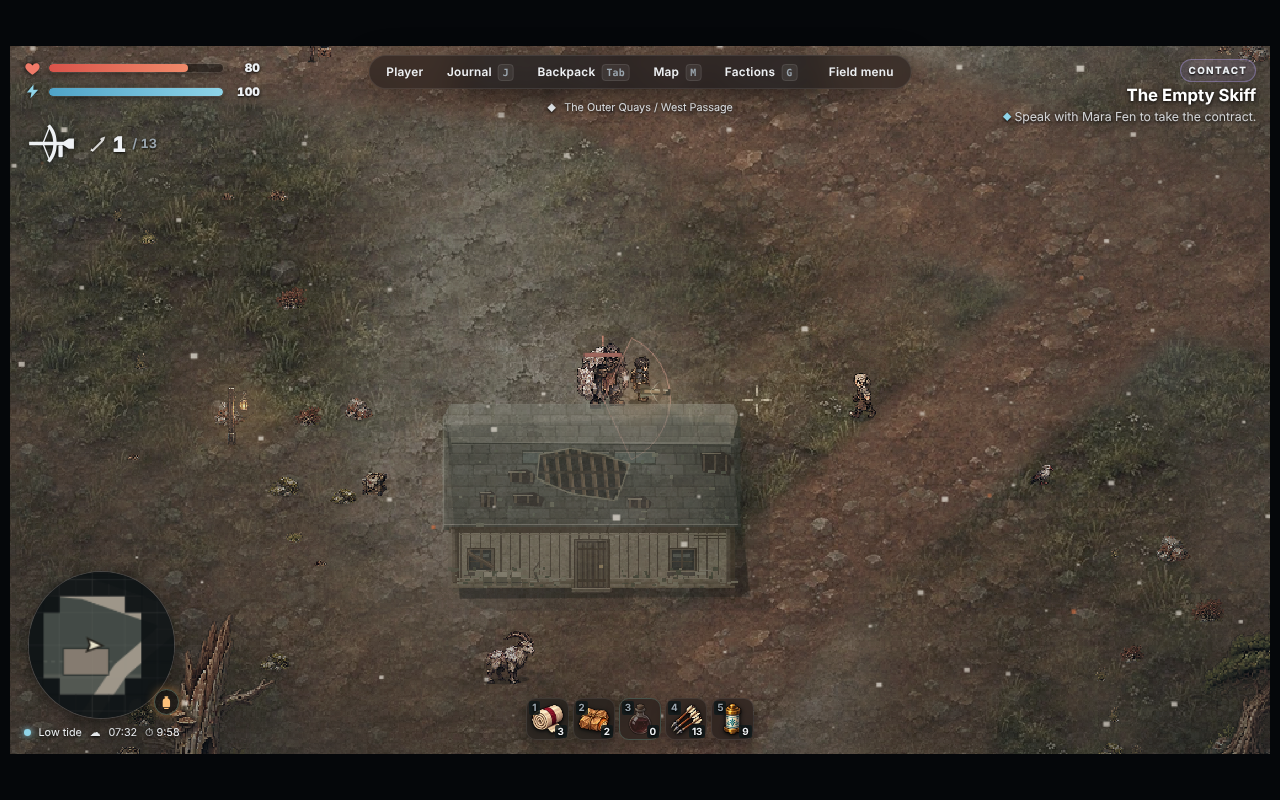 80
100
1 / 13
Player Journal J Backpack Tab Map M Factions G Field menu
The Outer Quays / West Passage
CONTACT
The Empty Skiff
Speak with Mara Fen to take the contract.
Low tide 07:32 9:58
1 3
2 2
3 0
4 13
5 9